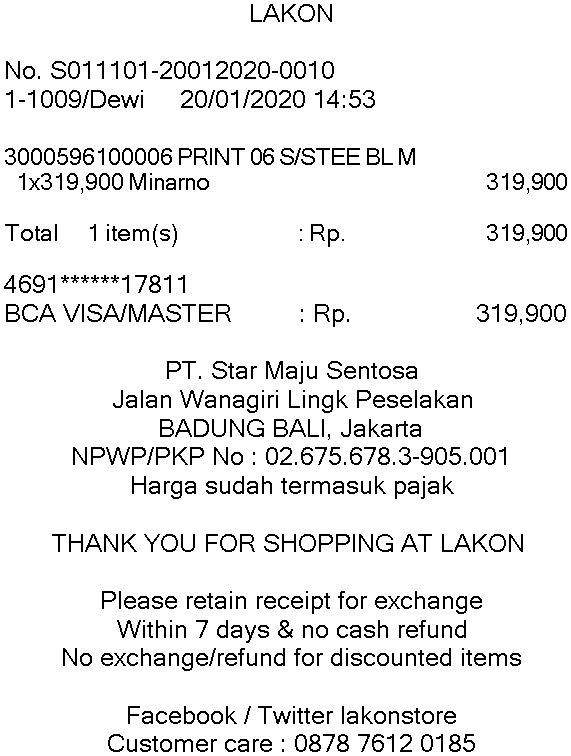 LAKON
No. S011101-20012020-0010
1-1009/Dewi 20/01/2020 14:53
3000596100006 PRINT 06 S/STEE BL M
1x319,900 Minarno 319,900
Total 1 item(s) : Rp. 319,900
4691******17811
BCA VISA/MASTER : Rp. 319,900
PT. Star Maju Sentosa
Jalan Wanagiri Lingk Peselakan
BADUNG BALI, Jakarta
NPWP/PKP No : 02.675.678.3-905.001
Harga sudah termasuk pajak
THANK YOU FOR SHOPPING AT LAKON
Please retain receipt for exchange
Within 7 days & no cash refund
No exchange/refund for discounted items
Facebook / Twitter lakonstore
Customer care : 0878 7612 0185